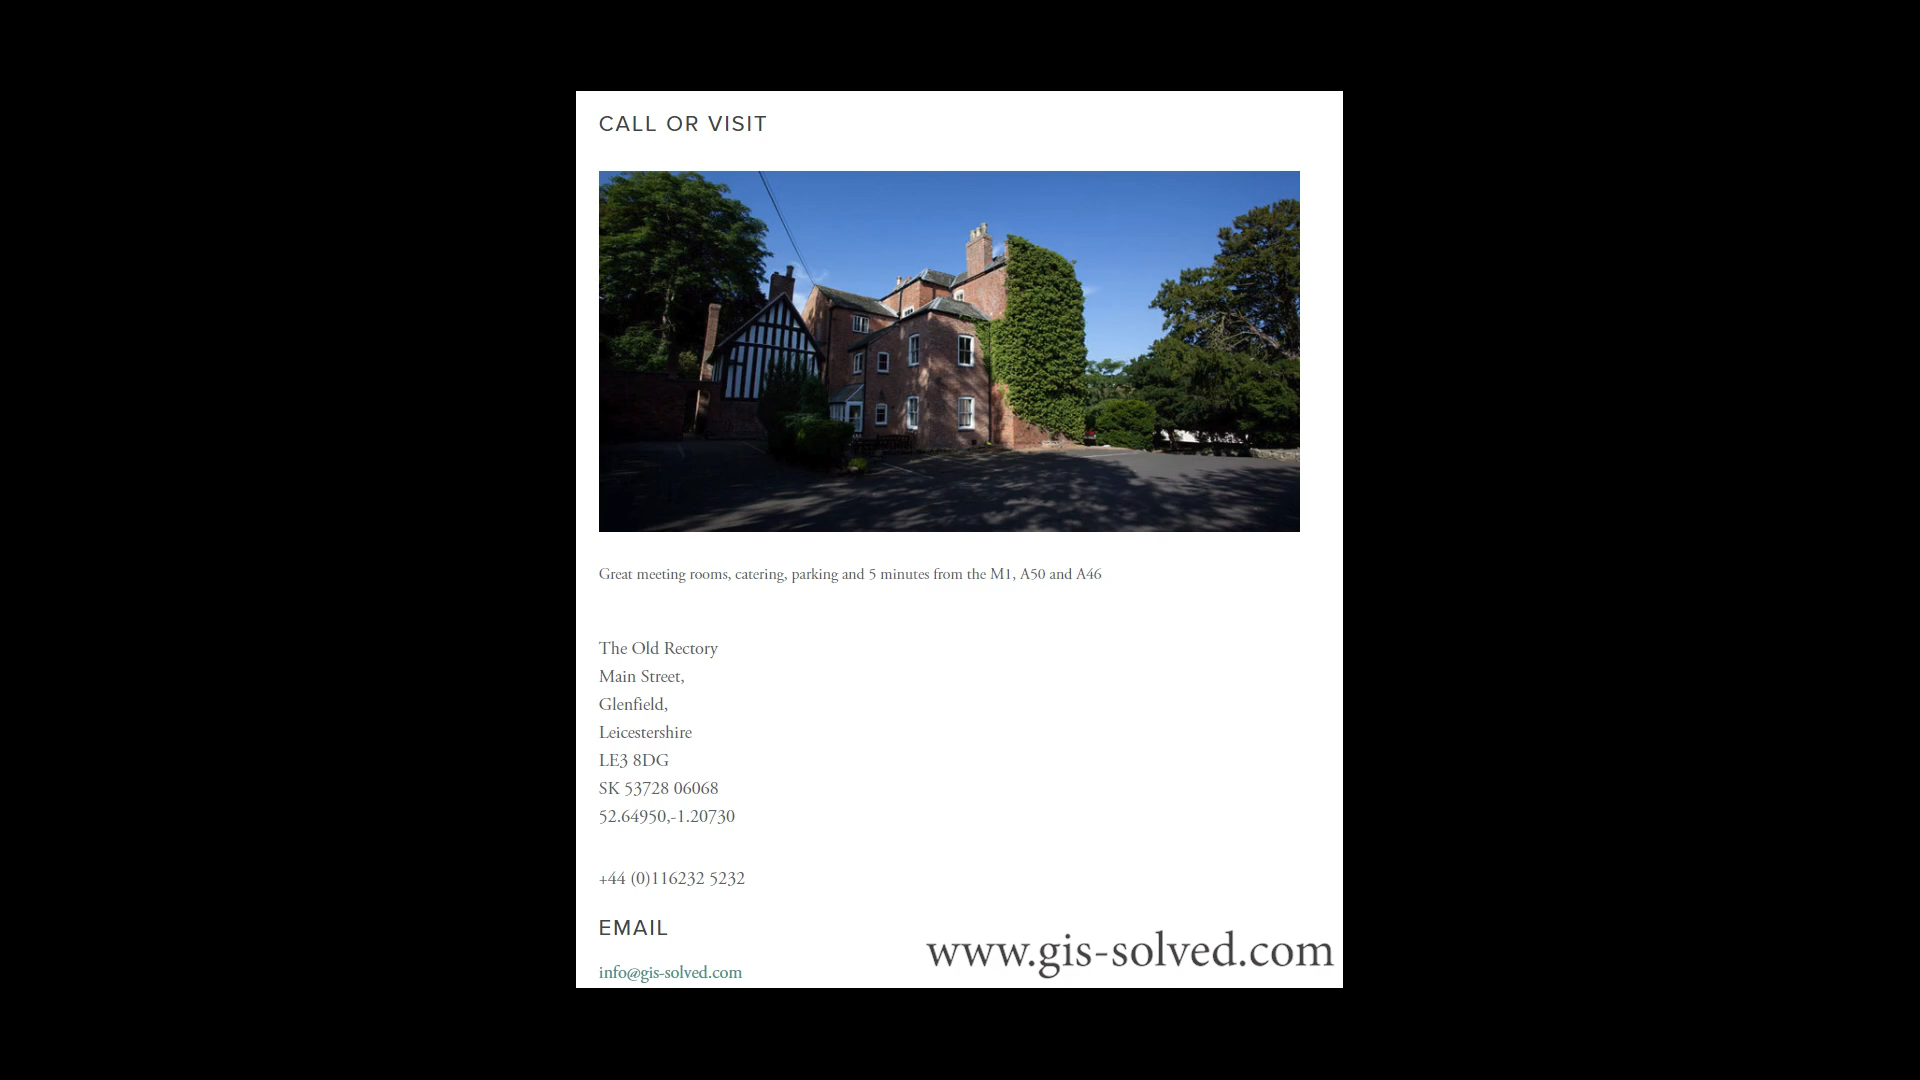 CALL OR VISIT
Great meeting rooms, catering, parking and 5 minutes from the M1, A50 and A46
The Old Rectory
Main Street,
Glenfield,
Leicestershire
LE3 8DG
SK 53728 06068
52.64950,-1.20730
+44 (0)116232 5232
EMAIL
www.gis-solved.com
info@gis-solved.com